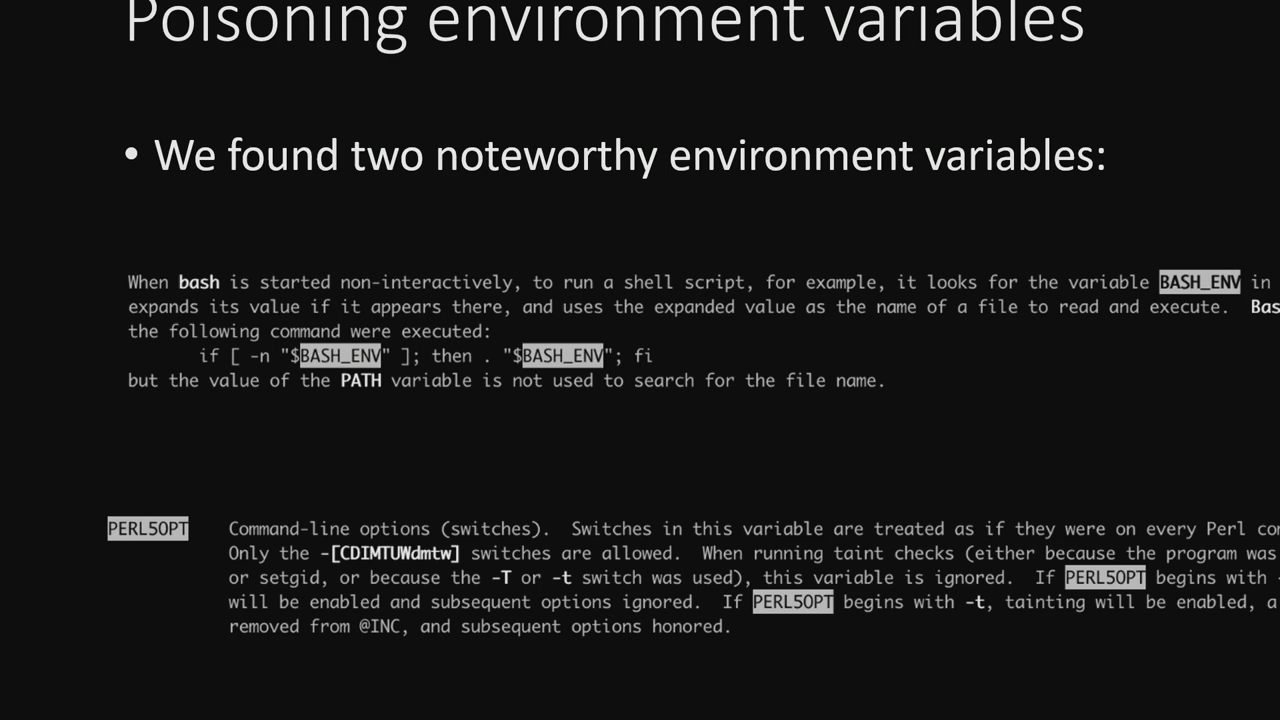 Poisoning environment variables
• We found two noteworthy environment variables:
When bash is started non-interactively, to run a shell script, for example, it looks for the variable BASH_ENV in
expands its value if it appears there, and uses the expanded value as the name of a file to read and execute. Bas
the following command were executed:
if [ -n "$BASH_ENV" ]; then . "$BASH_ENV"; fi
but the value of the PATH variable is not used to search for the file name.
PERL5OPT Command-line options (switches). Switches in this variable are treated as if they were on every Perl co
Only the -[CDIMTUWdmtw] switches are allowed. When running taint checks (either because the program was
or setgid, or because the -T or -t switch was used), this variable is ignored. If PERL5OPT begins with
will be enabled and subsequent options ignored. If PERL5OPT begins with -t, tainting will be enabled, a
removed from @INC, and subsequent options honored.